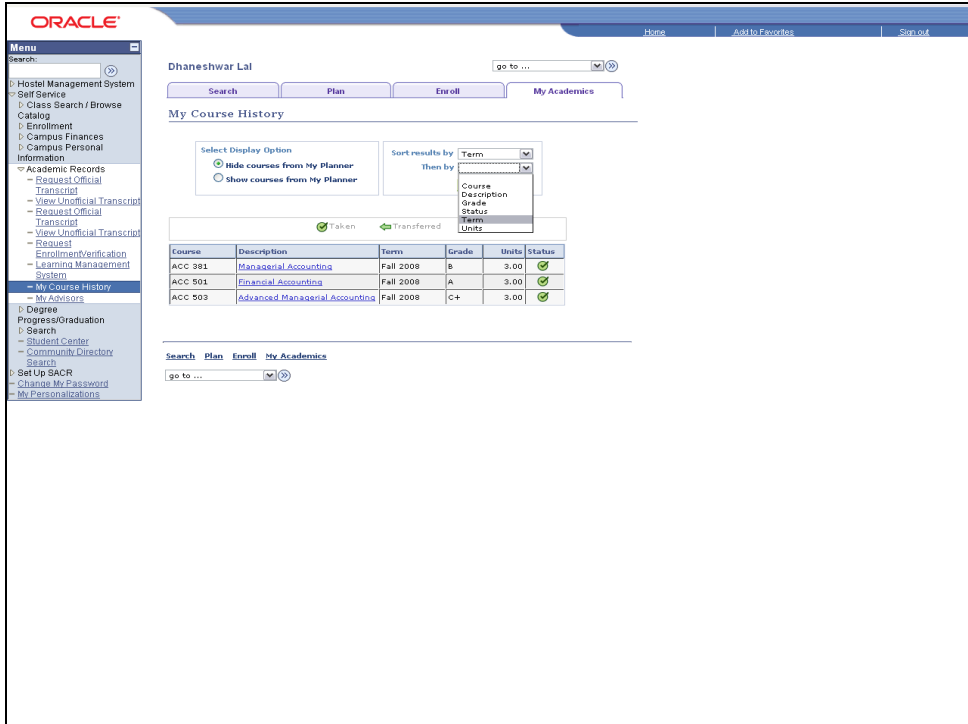 ORACLE
Home Add to Favorites Sign out
Menu
Search:
Hostel Management System
Self Service
Class Search / Browse
Catalog
Enrollment
Campus Finances
Campus Personal
Information
Academic Records
Request Official
Transcript
View Unofficial Transcript
Request Official
Transcript
View Unofficial Transcript
Request
EnrollmentVerification
Learning Management
System
My Course History
My Advisors
Degree
Progress/Graduation
Search
Student Center
Community Directory
Search
Set Up SACR
Change My Password
My Personalizations
Dhaneshwar Lal go to ...
Search Plan Enroll My Academics
My Course History
Select Display Option
Hide courses from My Planner
Show courses from My Planner
Sort results by Term
Then by
Course
Description
Grade
Status
Term
Units
Taken Transferred
Course Description Term Grade Units Status
ACC 381 Managerial Accounting Fall 2008 B 3.00
ACC 501 Financial Accounting Fall 2008 A 3.00
ACC 503 Advanced Managerial Accounting Fall 2008 C+ 3.00
Search Plan Enroll My Academics
go to ...